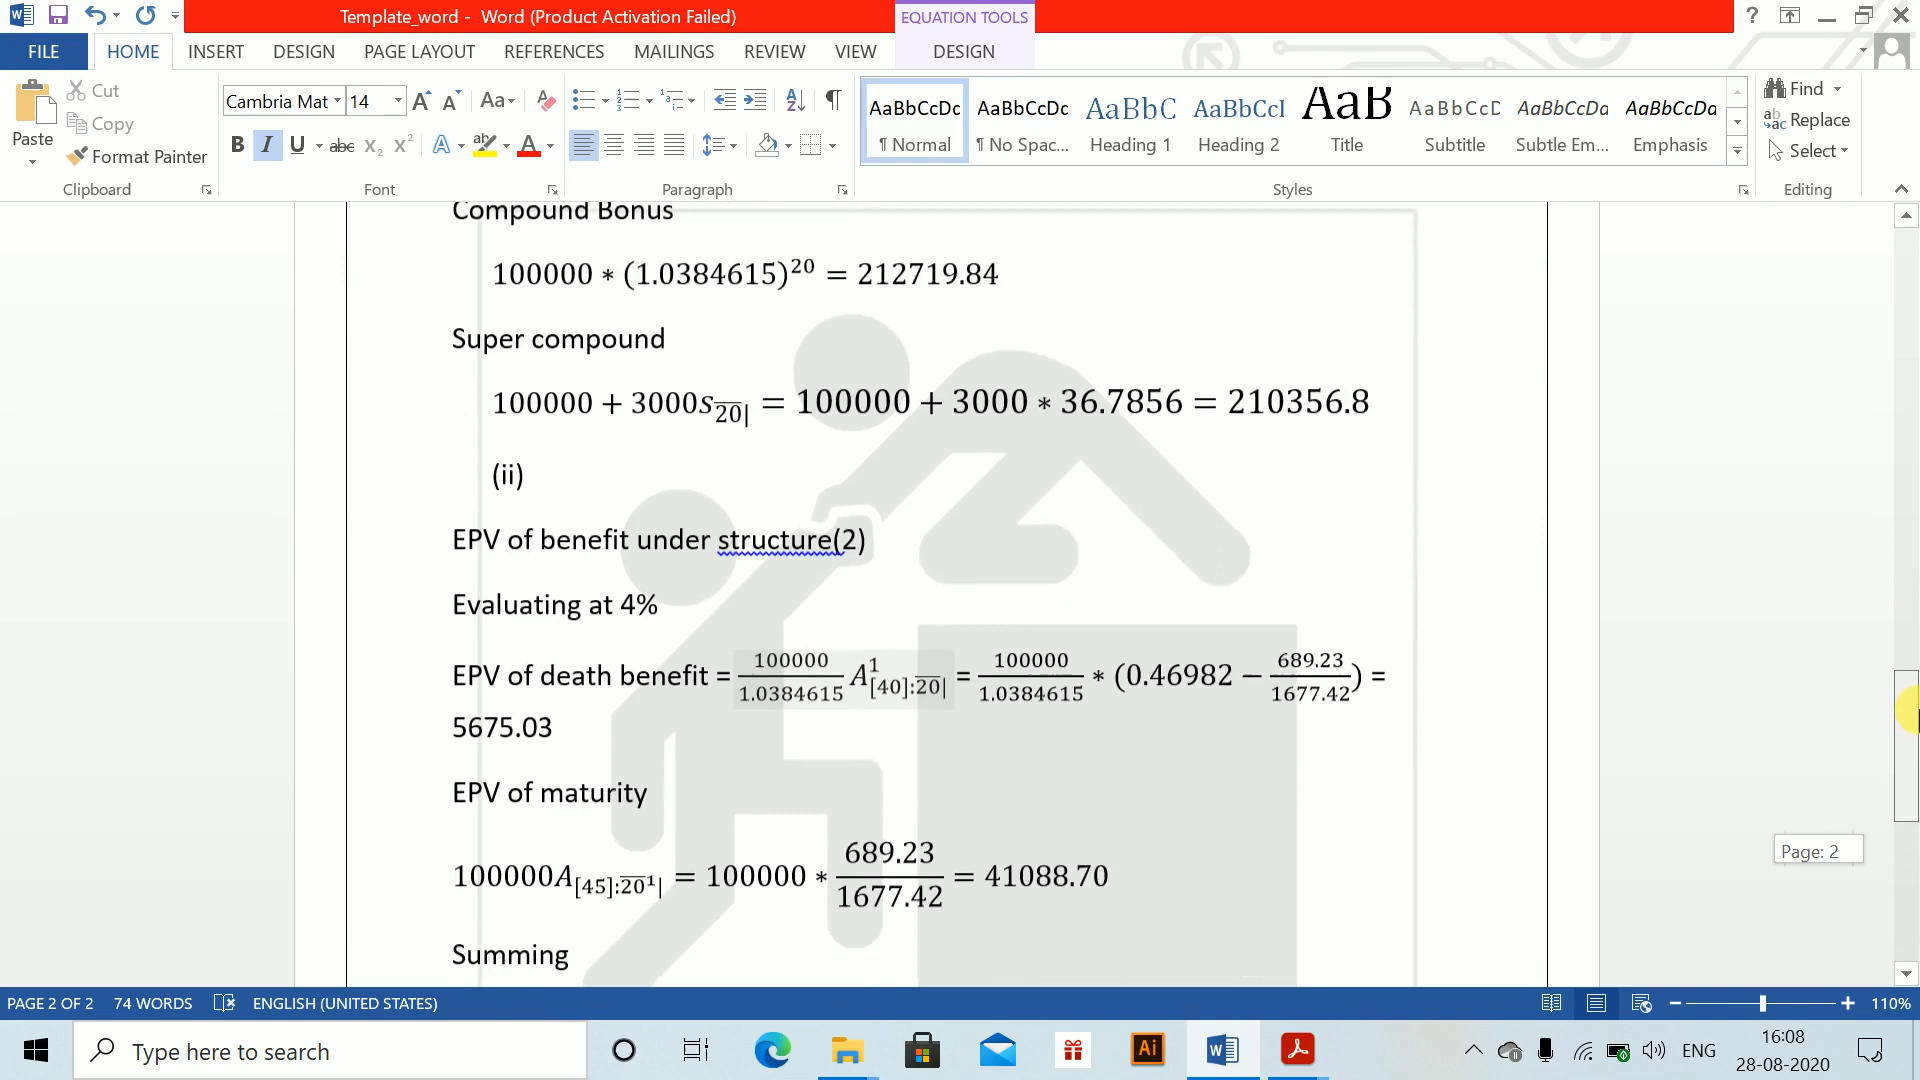 Template_word - Word (Product Activation Failed)
EQUATION TOOLS
?
FILE HOME INSERT DESIGN PAGE LAYOUT REFERENCES MAILINGS REVIEW VIEW DESIGN
Paste
Cut
Copy
Format Painter
Clipboard
Cambria Mat 14
Font
Paragraph
AaBbCcDc AaBbCcDc AaBbC AaBbCcI AaB AaBbCcD AaBbCcDa AaBbCcDa
¶ Normal ¶ No Spac... Heading 1 Heading 2 Title Subtitle Subtle Em... Emphasis
Styles
Find
Replace
Select
Editing
Compound Bonus
100000 ∗ (1.0384615)^20 = 212719.84
Super compound
100000 + 3000s_20| = 100000 + 3000 ∗ 36.7856 = 210356.8
(ii)
EPV of benefit under structure(2)
Evaluating at 4%
EPV of death benefit = 100000/1.0384615 A^1_[40]:20| = 100000/1.0384615 ∗ (0.46982 − 689.23/1677.42) =
5675.03
EPV of maturity
100000A_[45]:20^1| = 100000 ∗ 689.23/1677.42 = 41088.70
Summing
Page: 2
PAGE 2 OF 2 74 WORDS ENGLISH (UNITED STATES) 110%
Type here to search
Ai
ENG
16:08
28-08-2020